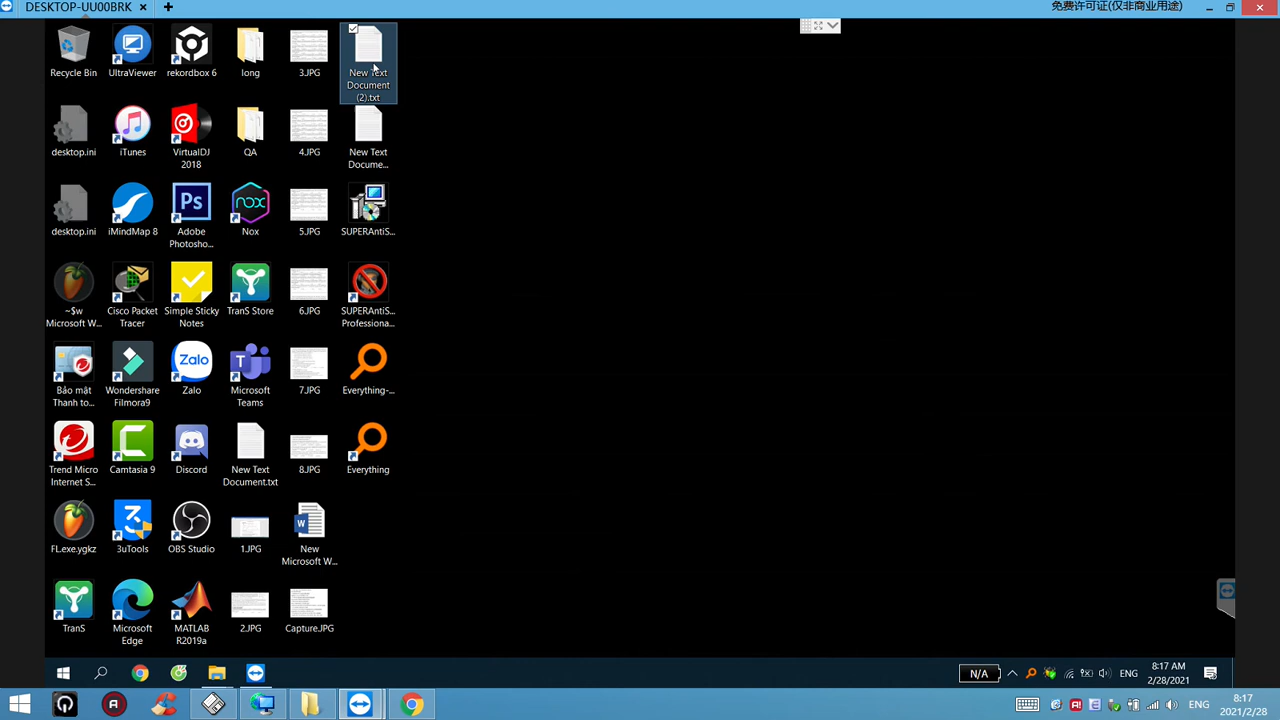 DESKTOP-UU00BRK
免费许可证(仅非商业用途)
Recycle Bin
UltraViewer
rekordbox 6
long
3.JPG
New Text
Document
(2).txt
desktop.ini
iTunes
VirtualDJ
2018
QA
4.JPG
New Text
Docume...
desktop.ini
iMindMap 8
Adobe
Photosho...
Nox
5.JPG
SUPERAntiS...
~$w
Microsoft W...
Cisco Packet
Tracer
Simple Sticky
Notes
TranS Store
6.JPG
SUPERAntiS...
Professiona...
Bảo mật
Thanh to...
Wondershare
Filmora9
Zalo
Zalo
Microsoft
Teams
7.JPG
Everything-...
Trend Micro
Internet S...
Camtasia 9
Discord
New Text
Document.txt
8.JPG
Everything
FL.exe.ygkz
3uTools
OBS Studio
1.JPG
New
Microsoft W...
TranS
Microsoft
Edge
MATLAB
R2019a
2.JPG
Capture.JPG
N/A
ENG
8:17 AM
2/28/2021
ENG
8:17
2021/2/28